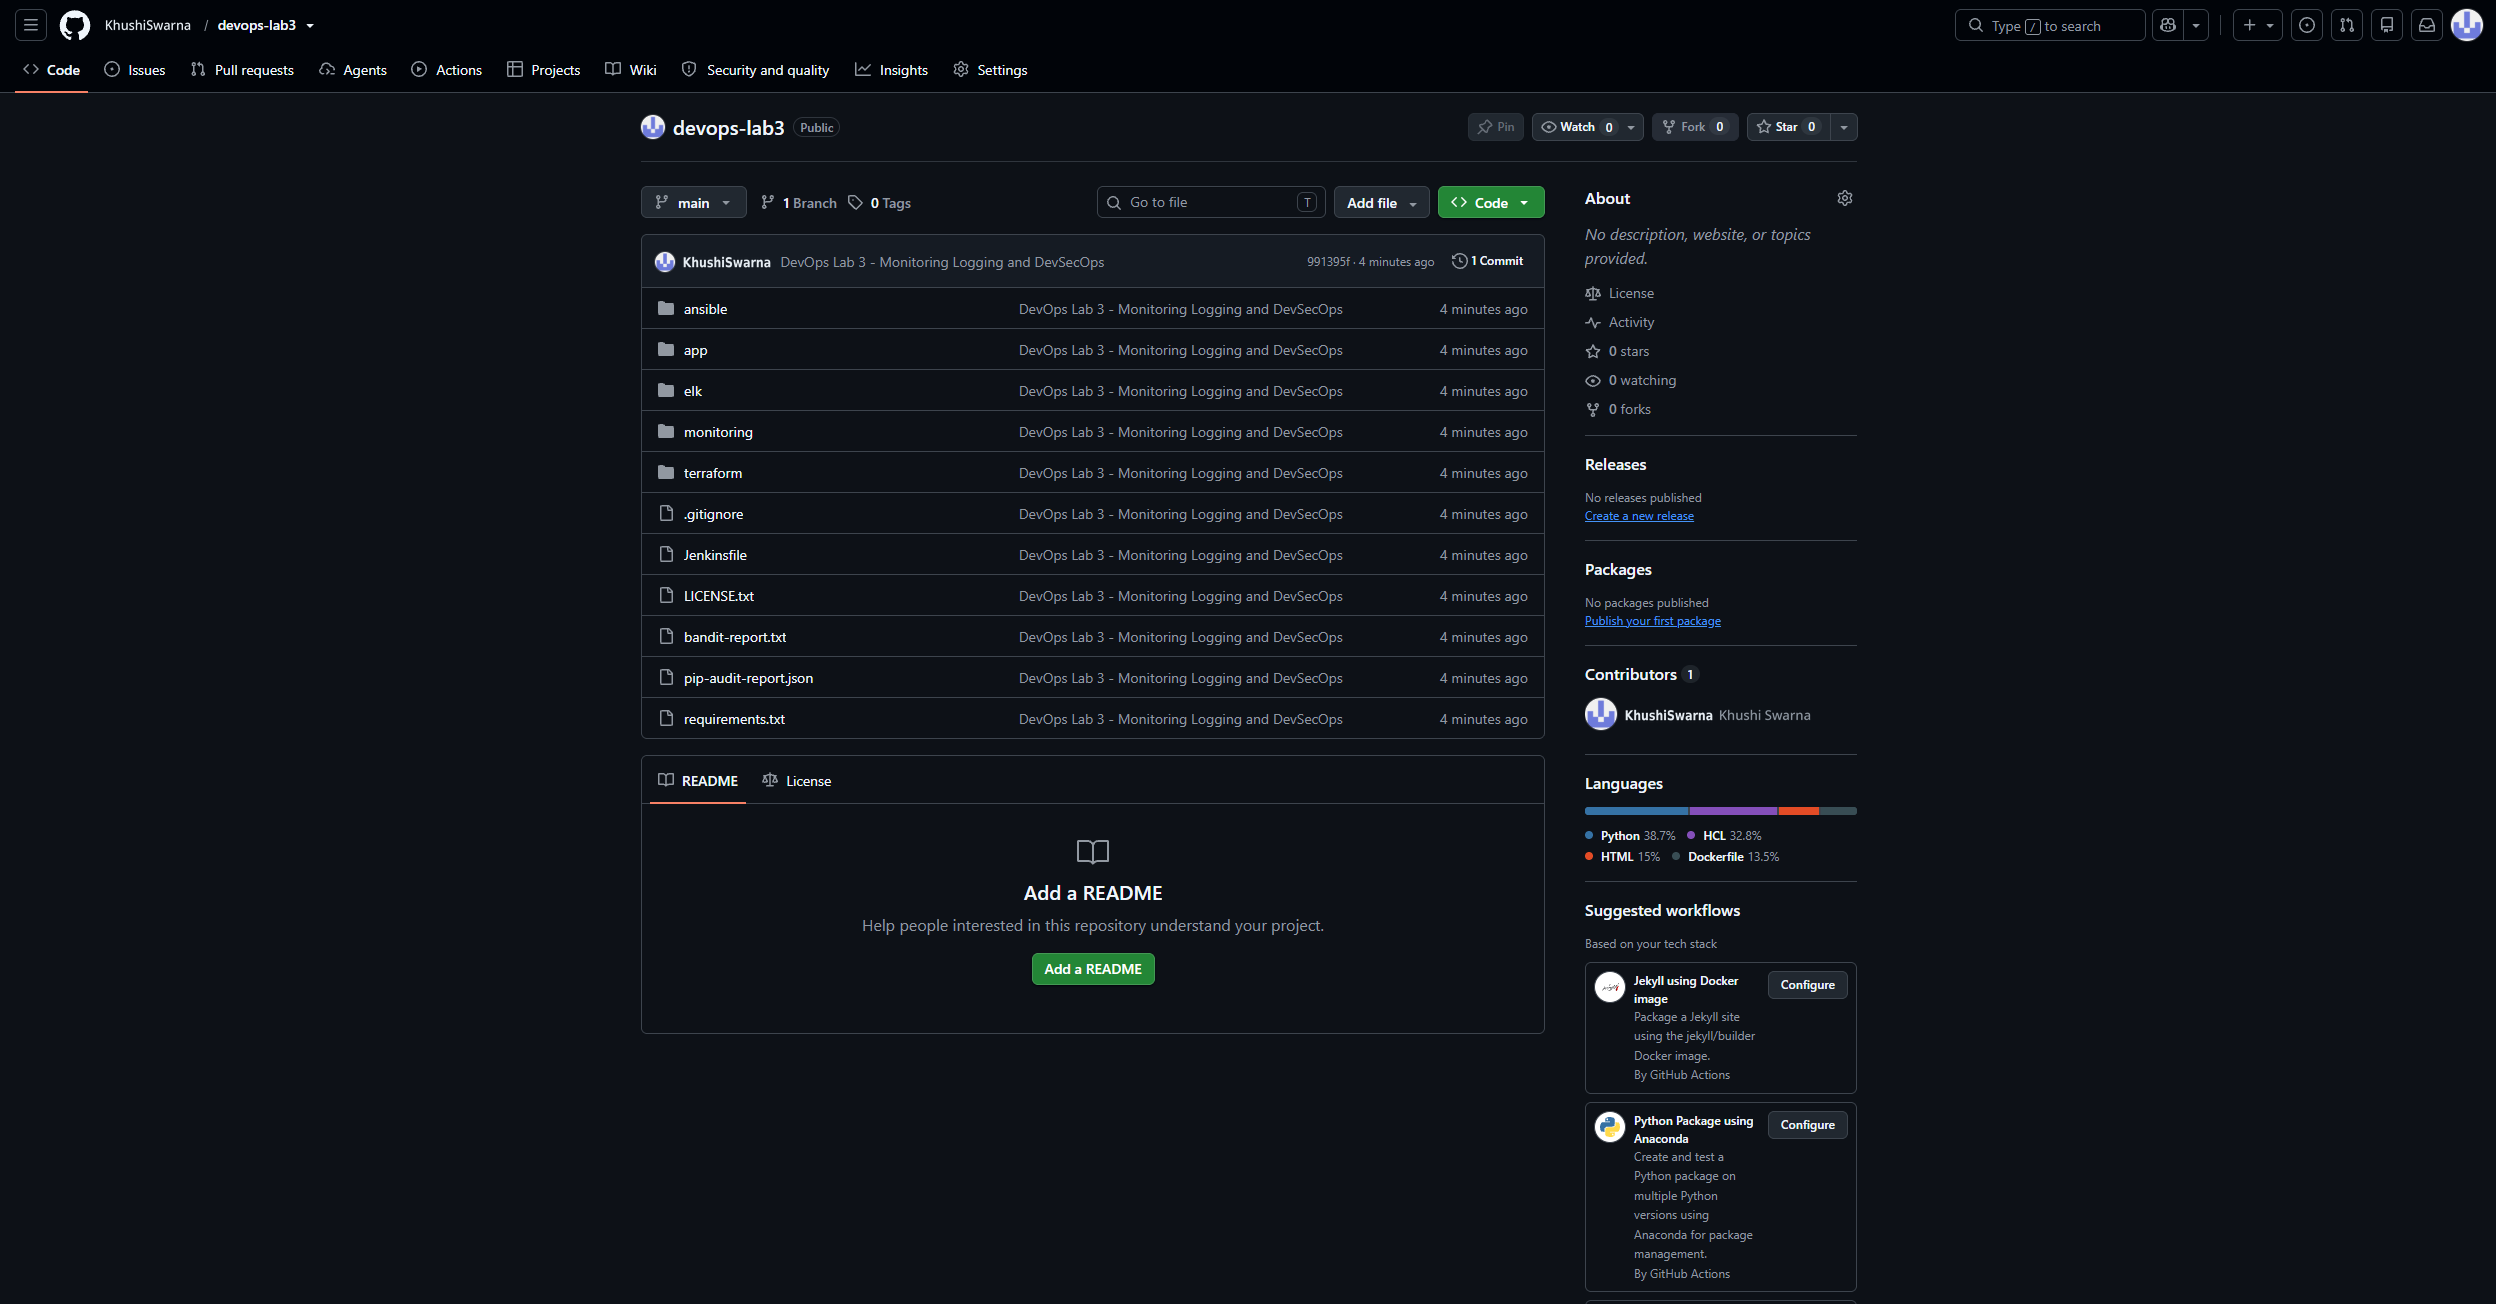 KhushiSwarna / devops-lab3
Type / to search
Code Issues Pull requests Agents Actions Projects Wiki Security and quality Insights Settings
devops-lab3 Public
Pin Watch 0 Fork 0 Star 0
main 1 Branch 0 Tags Go to file T Add file Code
KhushiSwarna DevOps Lab 3 - Monitoring Logging and DevSecOps 991395f · 4 minutes ago 1 Commit
ansible DevOps Lab 3 - Monitoring Logging and DevSecOps 4 minutes ago
app DevOps Lab 3 - Monitoring Logging and DevSecOps 4 minutes ago
elk DevOps Lab 3 - Monitoring Logging and DevSecOps 4 minutes ago
monitoring DevOps Lab 3 - Monitoring Logging and DevSecOps 4 minutes ago
terraform DevOps Lab 3 - Monitoring Logging and DevSecOps 4 minutes ago
.gitignore DevOps Lab 3 - Monitoring Logging and DevSecOps 4 minutes ago
Jenkinsfile DevOps Lab 3 - Monitoring Logging and DevSecOps 4 minutes ago
LICENSE.txt DevOps Lab 3 - Monitoring Logging and DevSecOps 4 minutes ago
bandit-report.txt DevOps Lab 3 - Monitoring Logging and DevSecOps 4 minutes ago
pip-audit-report.json DevOps Lab 3 - Monitoring Logging and DevSecOps 4 minutes ago
requirements.txt DevOps Lab 3 - Monitoring Logging and DevSecOps 4 minutes ago
README License
Add a README
Help people interested in this repository understand your project.
Add a README
About
No description, website, or topics
provided.
License
Activity
0 stars
0 watching
0 forks
Releases
No releases published
Create a new release
Packages
No packages published
Publish your first package
Contributors 1
KhushiSwarna Khushi Swarna
Languages
Python 38.7% HCL 32.8%
HTML 15% Dockerfile 13.5%
Suggested workflows
Based on your tech stack
Jekyll using Docker
image
Configure
Package a Jekyll site
using the jekyll/builder
Docker image.
By GitHub Actions
Python Package using
Anaconda
Configure
Create and test a
Python package on
multiple Python
versions using
Anaconda for package
management.
By GitHub Actions